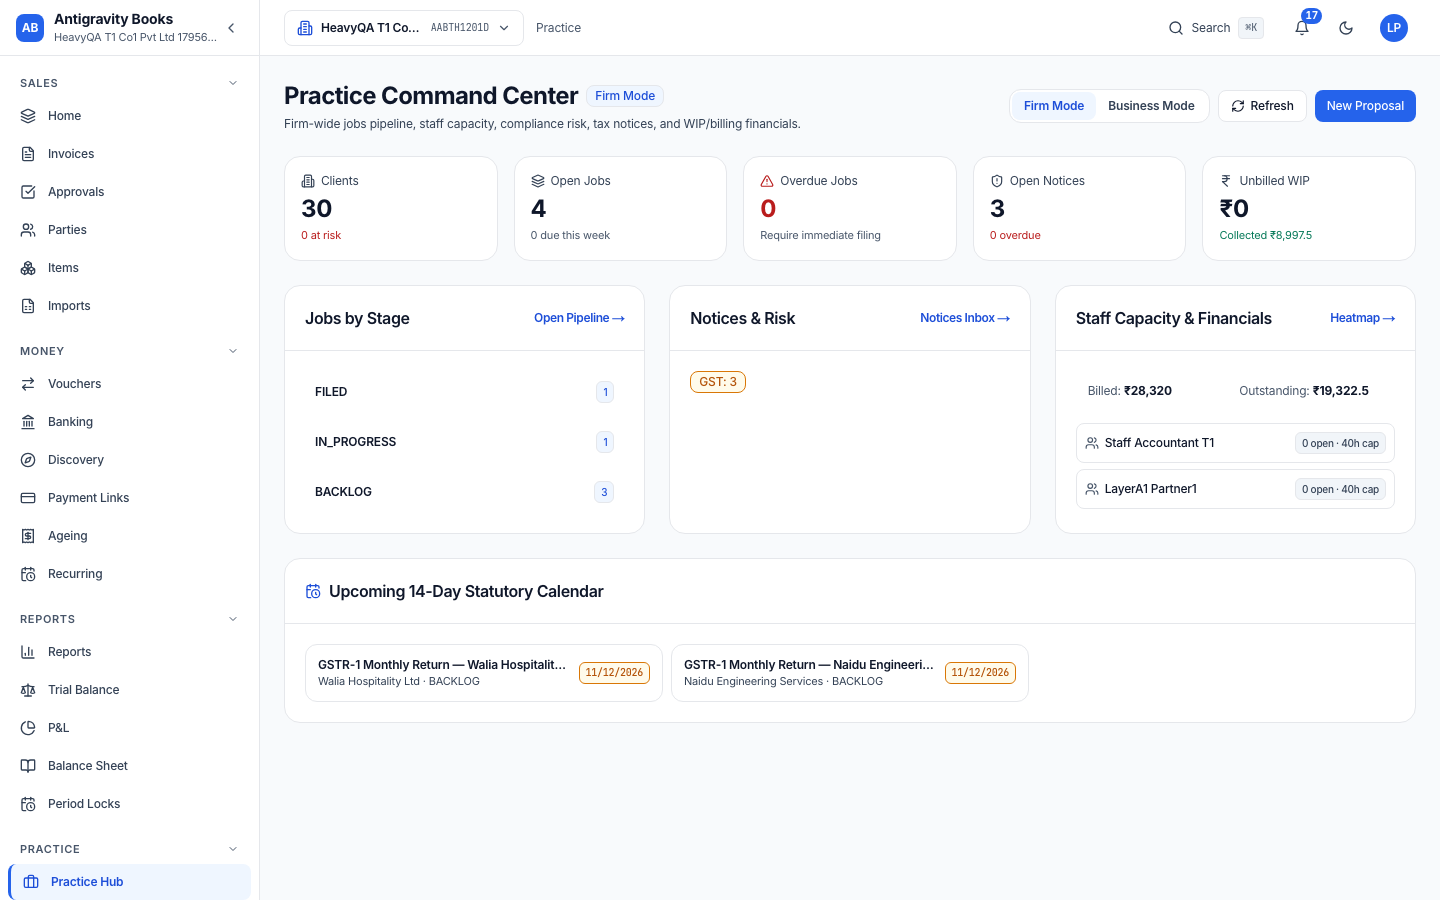 AB
Antigravity Books
HeavyQA T1 Co1 Pvt Ltd 17956...
SALES
Home
Invoices
Approvals
Parties
Items
Imports
MONEY
Vouchers
Banking
Discovery
Payment Links
Ageing
Recurring
REPORTS
Reports
Trial Balance
P&L
Balance Sheet
Period Locks
PRACTICE
Practice Hub
HeavyQA T1 Co... AABTH1201D
Practice
Search ⌘K
17
LP
Practice Command Center
Firm Mode
Firm-wide jobs pipeline, staff capacity, compliance risk, tax notices, and WIP/billing financials.
Firm Mode
Business Mode
Refresh
New Proposal
Clients
30
0 at risk
Open Jobs
4
0 due this week
Overdue Jobs
0
Require immediate filing
Open Notices
3
0 overdue
Unbilled WIP
₹0
Collected ₹8,997.5
Jobs by Stage
Open Pipeline →
FILED 1
IN_PROGRESS 1
BACKLOG 3
Notices & Risk
Notices Inbox →
GST: 3
Staff Capacity & Financials
Heatmap →
Billed: ₹28,320
Outstanding: ₹19,322.5
Staff Accountant T1
0 open · 40h cap
LayerA1 Partner1
0 open · 40h cap
Upcoming 14-Day Statutory Calendar
GSTR-1 Monthly Return — Walia Hospitalit...
Walia Hospitality Ltd · BACKLOG
11/12/2026
GSTR-1 Monthly Return — Naidu Engineeri...
Naidu Engineering Services · BACKLOG
11/12/2026